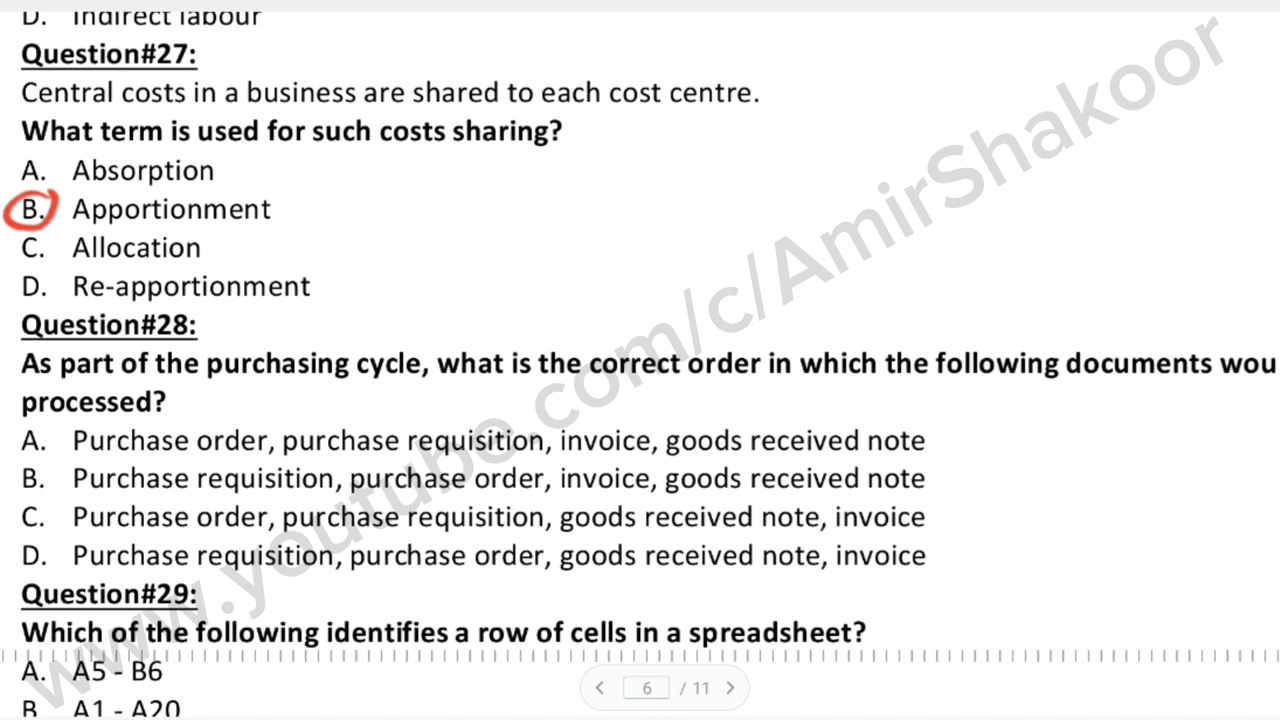 D. Indirect labour
Question#27:
Central costs in a business are shared to each cost centre.
What term is used for such costs sharing?
A. Absorption
B. Apportionment
C. Allocation
D. Re-apportionment
Question#28:
As part of the purchasing cycle, what is the correct order in which the following documents wou
processed?
A. Purchase order, purchase requisition, invoice, goods received note
B. Purchase requisition, purchase order, invoice, goods received note
C. Purchase order, purchase requisition, goods received note, invoice
D. Purchase requisition, purchase order, goods received note, invoice
Question#29:
Which of the following identifies a row of cells in a spreadsheet?
A. A5 - B6
B A1 - A20
6 / 11
www.youtube.com/c/AmirShakoor